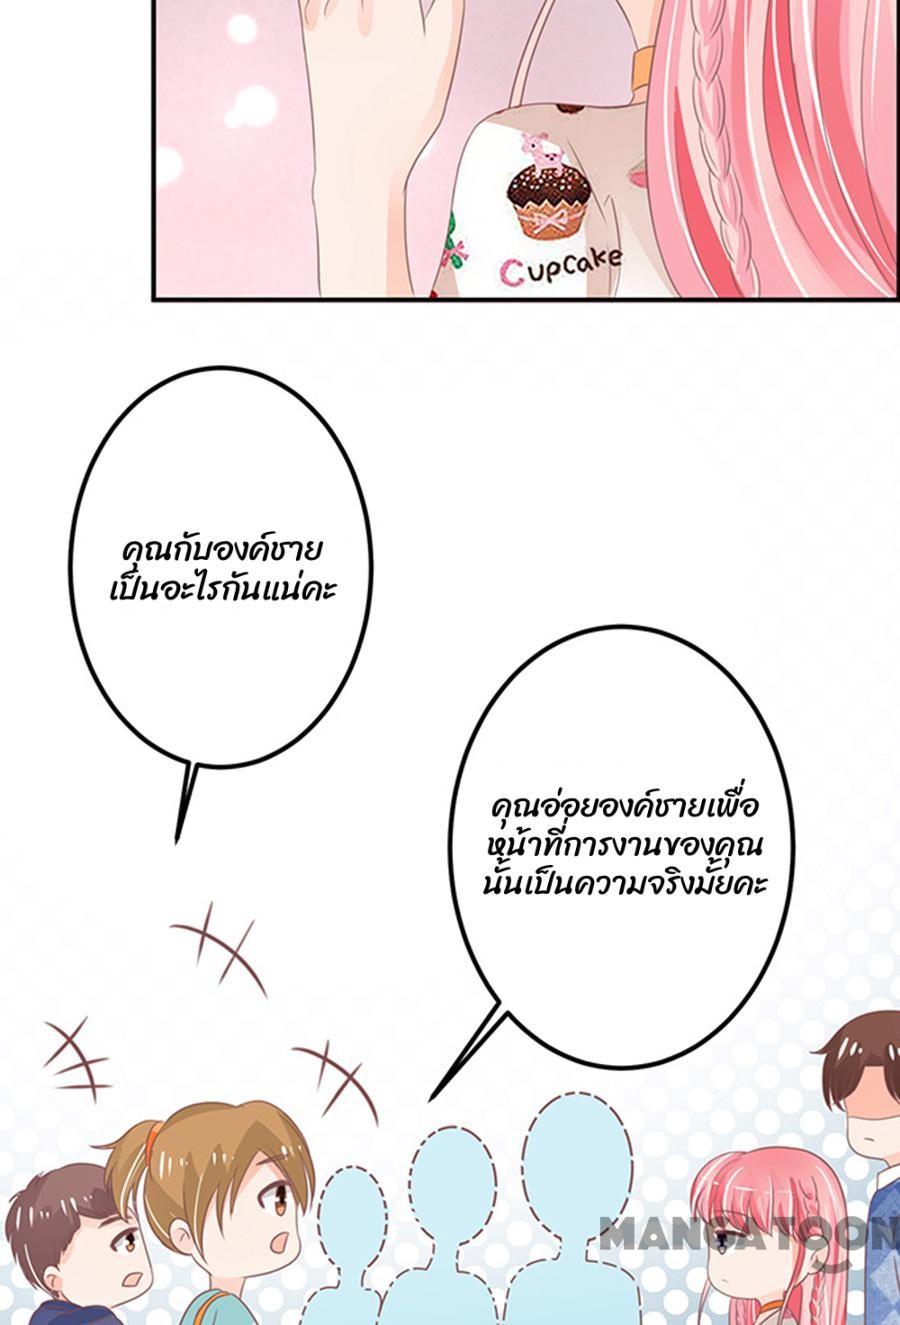 Cupcake
คุณกับองค์ชาย
เป็นอะไรกันแน่คะ
คุณอ่อยองค์ชายเพื่อ
หน้าที่การงานของคุณ
นั้นเป็นความจริงมั้ยคะ
MANGATOON